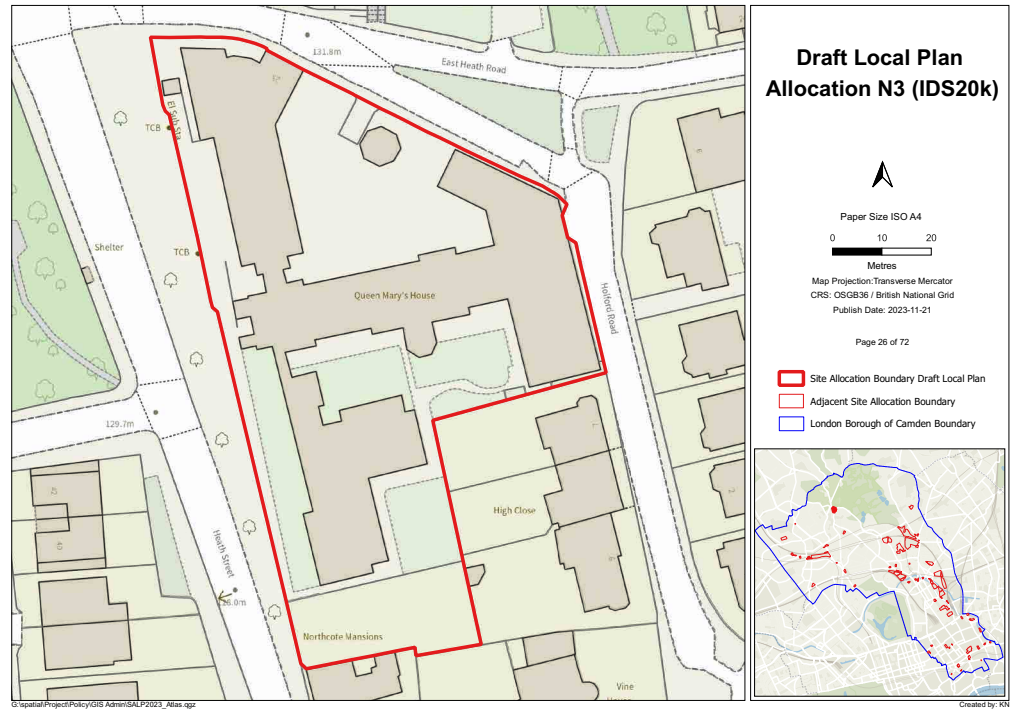 Draft Local Plan
Allocation N3 (IDS20k)
Paper Size ISO A4
0 10 20
Metres
Map Projection:Transverse Mercator
CRS: OSGB36 / British National Grid
Publish Date: 2023-11-21
Page 26 of 72
Site Allocation Boundary Draft Local Plan
Adjacent Site Allocation Boundary
London Borough of Camden Boundary
131.8m
East Heath Road
El Sub Sta
TCB
Shelter
TCB
Queen Mary's House
Holford Road
129.7m
High Close
Heath Street
Northcote Mansions
Vine
G:\spatial\Project\Policy\GIS Admin\SALP2023_Atlas.qgz
Created by: KN